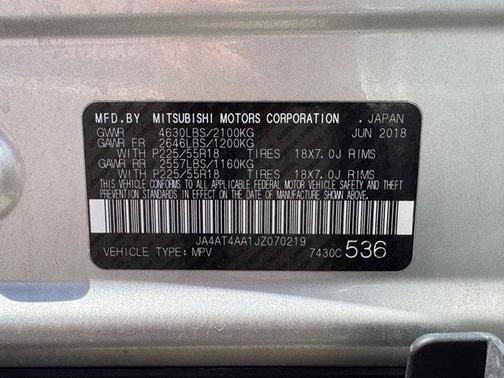 MFD.BY MITSUBISHI MOTORS CORPORATION . JAPAN
GVWR 4630LBS/2100KG JUN 2018
GAWR FR 2646LBS/1200KG
WITH P225/55R18 TIRES 18X7.0J RIMS
GAWR RR 2557LBS/1160KG
WITH P225/55R18 TIRES 18X7.0J RIMS
THIS VEHICLE CONFORMS TO ALL APPLICABLE FEDERAL MOTOR VEHICLE SAFETY AND THEFT
PREVENTION STANDARDS IN EFFECT ON THE DATE OF MANUFACTURE SHOWN ABOVE.
JA4AT4AA1JZ070219
VEHICLE TYPE: MPV 7430C 536